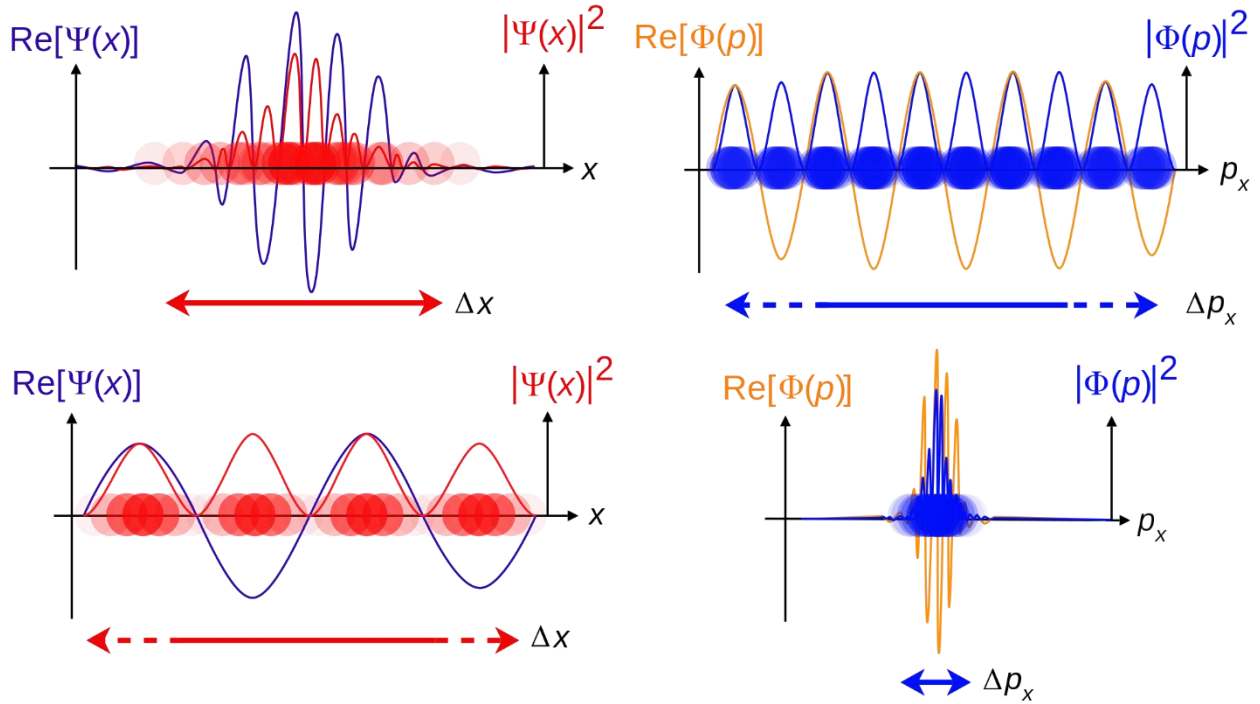 Re[Ψ(x)] |Ψ(x)|² Re[Φ(p)] |Φ(p)|²
x pₓ
Δx Δpₓ
Re[Ψ(x)] |Ψ(x)|² Re[Φ(p)] |Φ(p)|²
x pₓ
Δx
Δpₓ